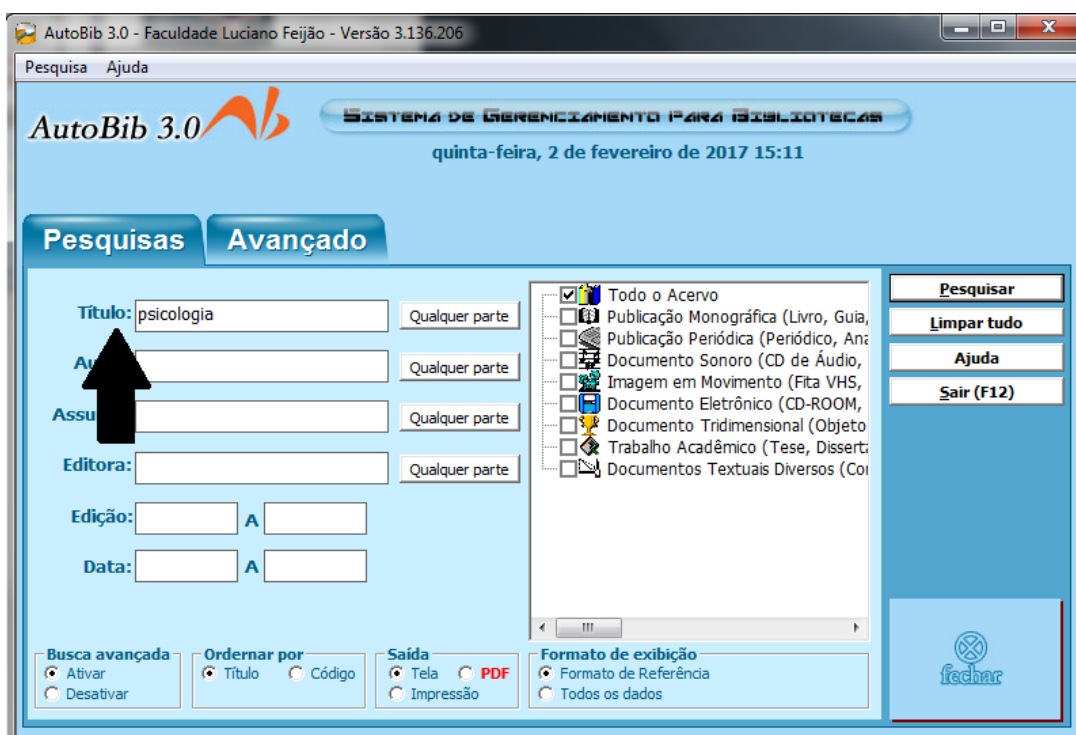 AutoBib 3.0 - Faculdade Luciano Feijão - Versão 3.136.206
Pesquisa Ajuda
AutoBib 3.0
Sistema de Gerenciamento Para Bibliotecas
quinta-feira, 2 de fevereiro de 2017 15:11
Pesquisas Avançado
Título: psicologia Qualquer parte
Qualquer parte
Qualquer parte
Editora: Qualquer parte
Edição: A
Data: A
Todo o Acervo
Publicação Monográfica (Livro, Guia,
Publicação Periódica (Periódico, Ana
Documento Sonoro (CD de Áudio,
Imagem em Movimento (Fita VHS,
Documento Eletrônico (CD-ROOM,
Documento Tridimensional (Objeto
Trabalho Acadêmico (Tese, Disserta
Documentos Textuais Diversos (Cor
Pesquisar
Limpar tudo
Ajuda
Sair (F12)
Busca avançada
Ativar
Desativar
Ordernar por
Título Código
Saída
Tela PDF
Impressão
Formato de exibição
Formato de Referência
Todos os dados
fechar